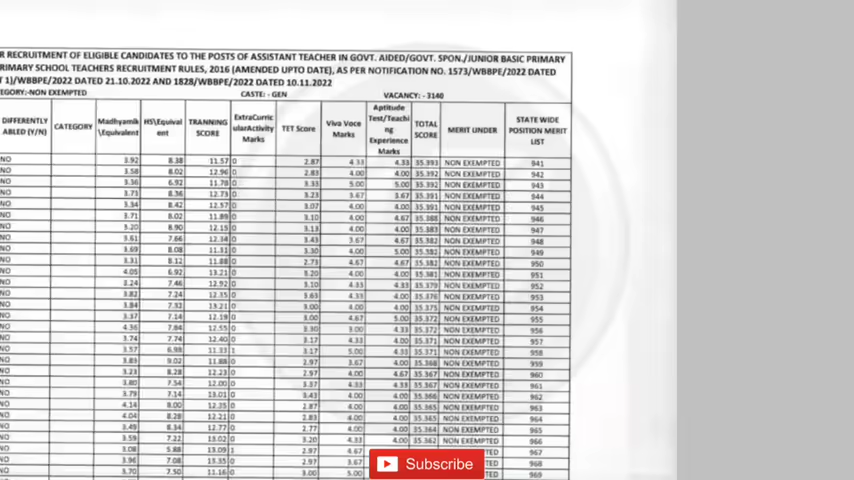 R RECRUITMENT OF ELIGIBLE CANDIDATES TO THE POSTS OF ASSISTANT TEACHER IN GOVT. AIDED/GOVT. SPON./JUNIOR BASIC PRIMARY
RIMARY SCHOOL TEACHERS RECRUITMENT RULES, 2016 (AMENDED UPTO DATE), AS PER NOTIFICATION NO. 1573/WBBPE/2022 DATED
T 1)/WBBPE/2022 DATED 21.10.2022 AND 1828/WBBPE/2022 DATED 10.11.2022
EGORY:-NON EXEMPTED CASTE: - GEN VACANCY: - 3140
DIFFERENTLY ABLED (Y/N) CATEGORY Madhyamik \Equivalent HS\Equival ent TRANNING SCORE ExtraCurric ularActivity Marks TET Score Viva Voce Marks Aptitude Test/Teachi ng Experience Marks TOTAL SCORE MERIT UNDER STATE WIDE POSITION MERIT LIST
NO 3.92 8.38 11.57 0 2.87 4.33 4.33 35.393 NON EXEMPTED 941
NO 3.58 8.02 12.96 0 2.83 4.00 4.00 35.392 NON EXEMPTED 942
NO 3.36 6.92 11.78 0 3.33 5.00 5.00 35.392 NON EXEMPTED 943
NO 3.73 8.36 12.73 0 3.23 3.67 3.67 35.391 NON EXEMPTED 944
NO 3.34 8.42 12.57 0 3.07 4.00 4.00 35.391 NON EXEMPTED 945
NO 3.71 8.02 11.89 0 3.10 4.00 4.67 35.388 NON EXEMPTED 946
NO 3.20 8.90 12.15 0 3.13 4.00 4.00 35.383 NON EXEMPTED 947
NO 3.61 7.66 12.34 0 3.43 3.67 4.67 35.382 NON EXEMPTED 948
NO 3.69 8.08 11.31 0 3.30 4.00 5.00 35.382 NON EXEMPTED 949
NO 3.31 8.12 11.88 0 2.73 4.67 4.67 35.382 NON EXEMPTED 950
NO 4.05 6.92 13.21 0 3.20 4.00 4.00 35.381 NON EXEMPTED 951
NO 3.24 7.46 12.92 0 3.10 4.33 4.33 35.379 NON EXEMPTED 952
NO 3.82 7.24 12.35 0 3.63 4.33 4.00 35.376 NON EXEMPTED 953
NO 3.84 7.32 13.21 0 3.00 4.00 4.00 35.375 NON EXEMPTED 954
NO 3.37 7.14 12.19 0 3.00 4.67 5.00 35.372 NON EXEMPTED 955
NO 4.36 7.84 12.55 0 3.30 3.00 4.33 35.372 NON EXEMPTED 956
NO 3.74 7.74 12.40 0 3.17 4.33 4.00 35.371 NON EXEMPTED 957
NO 3.57 6.98 11.33 1 3.17 5.00 4.33 35.371 NON EXEMPTED 958
NO 3.83 9.02 11.88 0 2.97 3.67 4.00 35.368 NON EXEMPTED 959
NO 3.23 8.28 12.23 0 2.97 4.00 4.67 35.367 NON EXEMPTED 960
NO 3.80 7.54 12.00 0 3.37 4.33 4.33 35.367 NON EXEMPTED 961
NO 3.79 7.14 13.01 0 3.43 4.00 4.00 35.366 NON EXEMPTED 962
NO 4.14 8.00 12.35 0 2.87 4.00 4.00 35.365 NON EXEMPTED 963
NO 4.04 8.28 12.21 0 2.83 4.00 4.00 35.365 NON EXEMPTED 964
NO 3.49 8.34 12.77 0 2.77 4.00 4.00 35.364 NON EXEMPTED 965
NO 3.59 7.22 13.02 0 3.20 4.33 4.00 35.362 NON EXEMPTED 966
NO 3.08 5.88 13.09 1 2.97 4.67 EXEMPTED 967
NO 3.96 7.08 13.35 0 2.97 3.67 EXEMPTED 968
NO 3.70 7.50 11.16 0 3.00 5.00 EXEMPTED 969
Subscribe